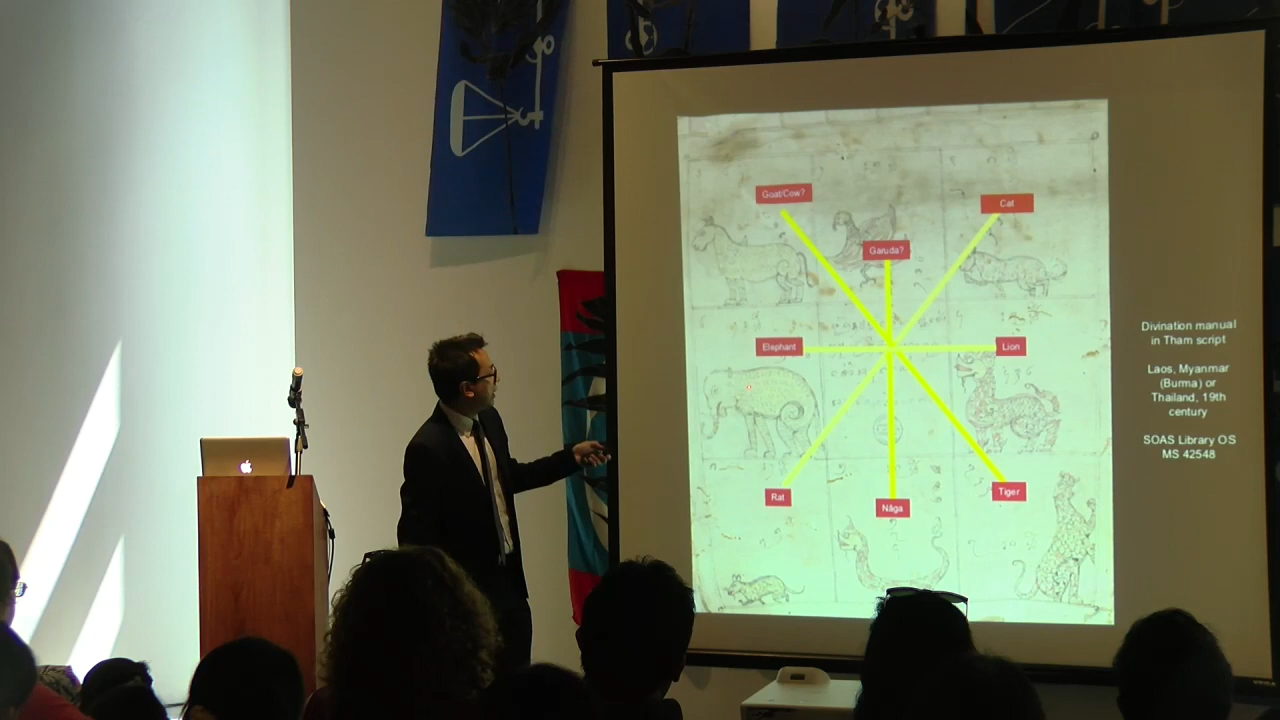 Goat/Cow?
Cat
Garuda?
Elephant
Lion
Rat
Nāga
Tiger
Divination manual
in Tham script
Laos, Myanmar
(Burma) or
Thailand, 19th
century
SOAS Library OS
MS 42548